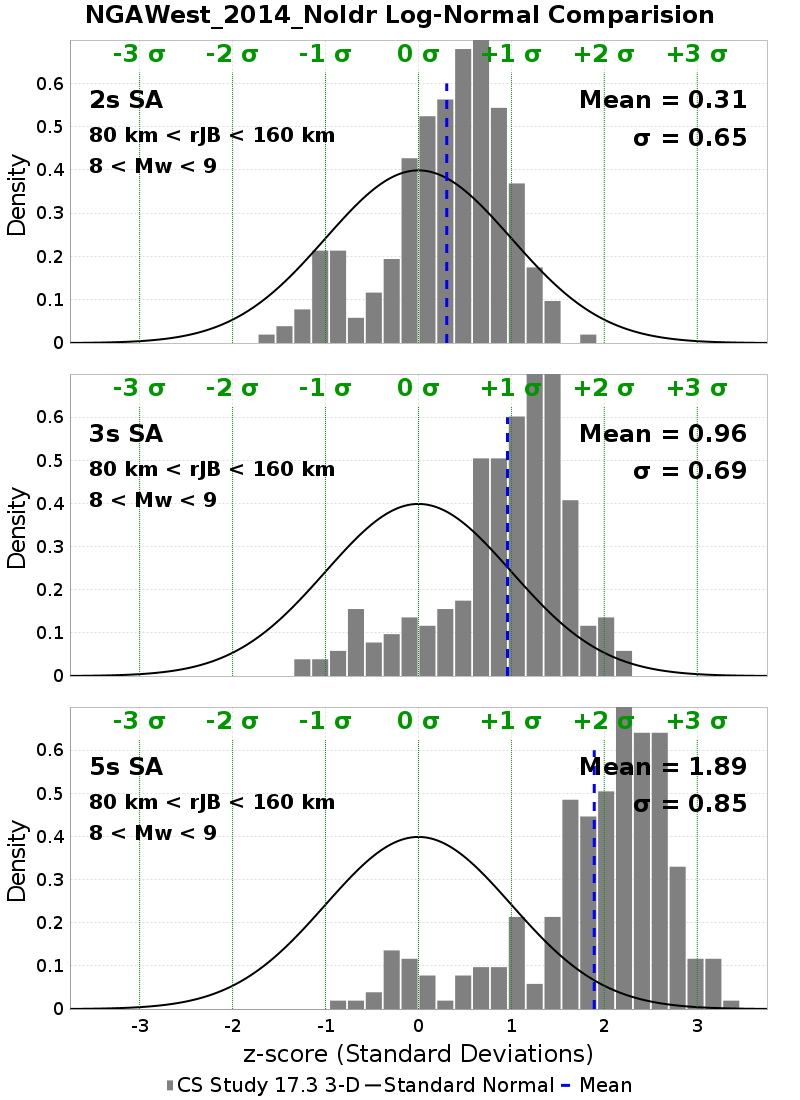 NGAWest_2014_NoIdr Log-Normal Comparision
-3 σ -2 σ -1 σ 0 σ +1 σ +2 σ +3 σ
2s SA Mean = 0.31
80 km < rJB < 160 km σ = 0.65
8 < Mw < 9
Density
0.6
0.5
0.4
0.3
0.2
0.1
0
-3 σ -2 σ -1 σ 0 σ +1 σ +2 σ +3 σ
3s SA Mean = 0.96
80 km < rJB < 160 km σ = 0.69
8 < Mw < 9
Density
0.6
0.5
0.4
0.3
0.2
0.1
0
-3 σ -2 σ -1 σ 0 σ +1 σ +2 σ +3 σ
5s SA Mean = 1.89
80 km < rJB < 160 km σ = 0.85
8 < Mw < 9
Density
0.6
0.5
0.4
0.3
0.2
0.1
0
-3 -2 -1 0 1 2 3
z-score (Standard Deviations)
CS Study 17.3 3-D Standard Normal Mean